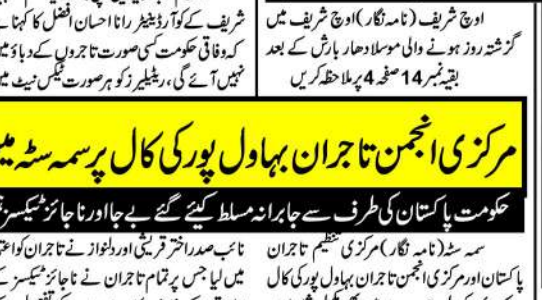 اوچ شریف (نامہ نگار) اوچ شریف میں
گزشتہ روز ہونے والی موسلا دھار بارش کے بعد
بقیہ نمبر 14 صفحہ 4 پر ملاحظہ کریں
شریف کے کوآرڈینیٹر رانا احسان افضل کا کہنا ہے
کہ وفاقی حکومت کسی صورت تاجروں کے دباؤ میں
نہیں آئے گی، ریٹیلرز کو ہر صورت ٹیکس نیٹ میں
مرکزی انجمن تاجران بہاول پور کی کال پر سمہ سٹہ میں
حکومت پاکستان کی طرف سے جابرانہ مسلط کیئے گئے بے جا اور ناجائز ٹیکسز
سمہ سٹہ (نامہ نگار) مرکزی تنظیم تاجران
پاکستان اور مرکزی انجمن تاجران بہاول پور کی کال
نائب صدر اختر قریشی اور دلنواز نے تاجران کو
میں لیا جس پر تمام تاجران نے ناجائز ٹیکسز کے